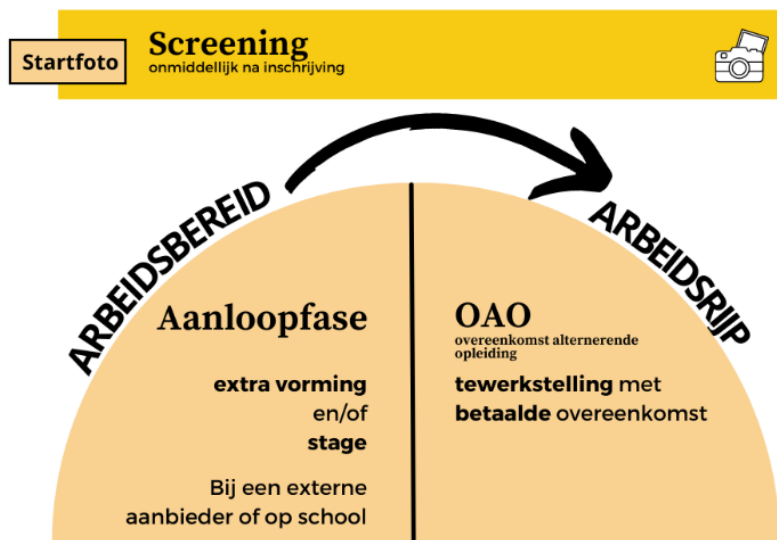 Startfoto
Screening
onmiddellijk na inschrijving
ARBEIDSBEREID
ARBEIDSRIJP
Aanloopfase
extra vorming
en/of
stage
Bij een externe
aanbieder of op school
OAO
overeenkomst alternerende
opleiding
tewerkstelling met
betaalde overeenkomst